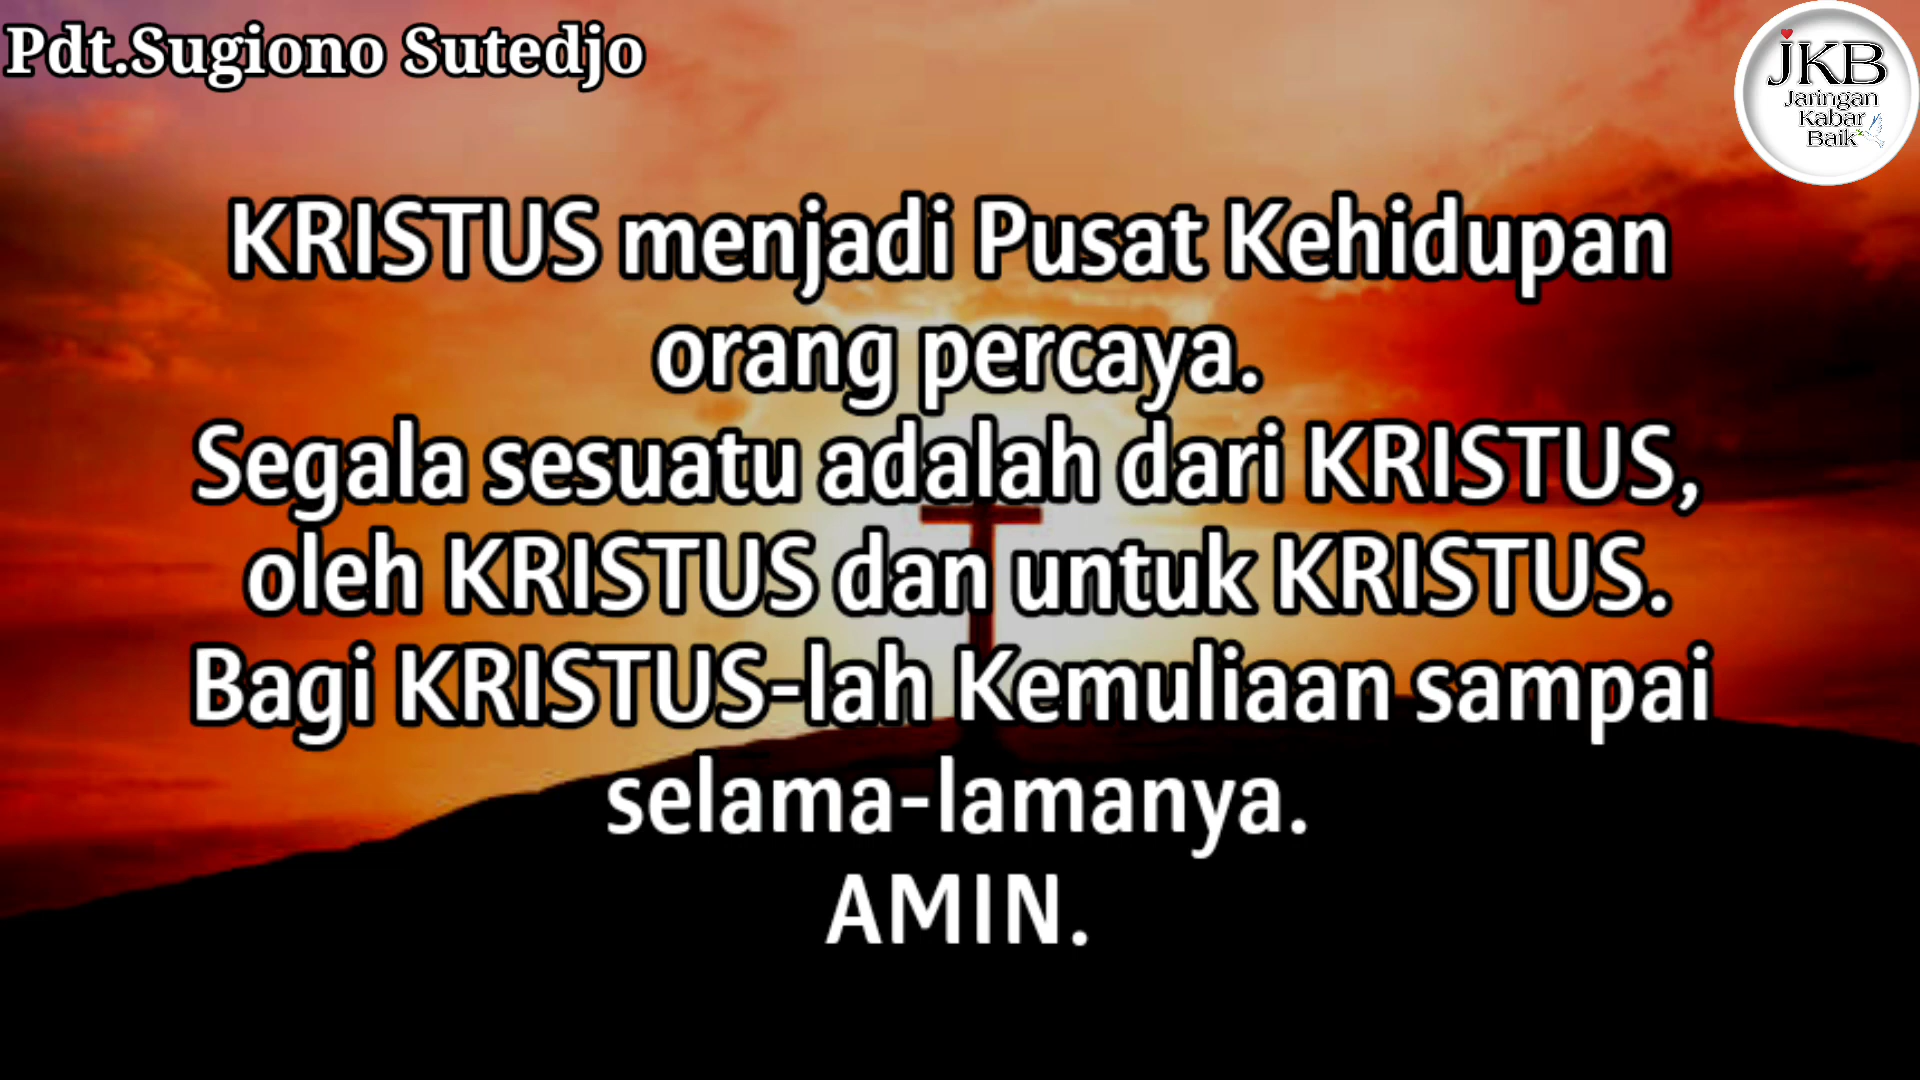 Pdt.Sugiono Sutedjo
JKB
Jaringan
Kabar
Baik
KRISTUS menjadi Pusat Kehidupan
orang percaya.
Segala sesuatu adalah dari KRISTUS,
oleh KRISTUS dan untuk KRISTUS.
Bagi KRISTUS-lah Kemuliaan sampai
selama-lamanya.
AMIN.